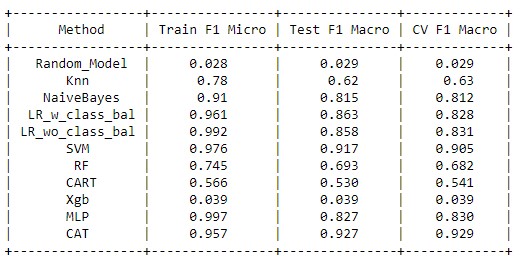 +---------------+----------------+---------------+-------------+
|     Method    | Train F1 Micro | Test F1 Macro | CV F1 Macro |
+---------------+----------------+---------------+-------------+
|  Random_Model |     0.028      |     0.029     |    0.029    |
|      Knn      |      0.78      |      0.62     |     0.63    |
|   NaiveBayes  |      0.91      |     0.815     |    0.812    |
|  LR_w_class_bal |     0.961      |     0.863     |    0.828    |
| LR_wo_class_bal |     0.992      |     0.858     |    0.831    |
|      SVM      |     0.976      |     0.917     |    0.905    |
|       RF      |     0.745      |     0.693     |    0.682    |
|      CART     |     0.566      |     0.530     |    0.541    |
|      Xgb      |     0.039      |     0.039     |    0.039    |
|      MLP      |     0.997      |     0.827     |    0.830    |
|      CAT      |     0.957      |     0.927     |    0.929    |
+---------------+----------------+---------------+-------------+